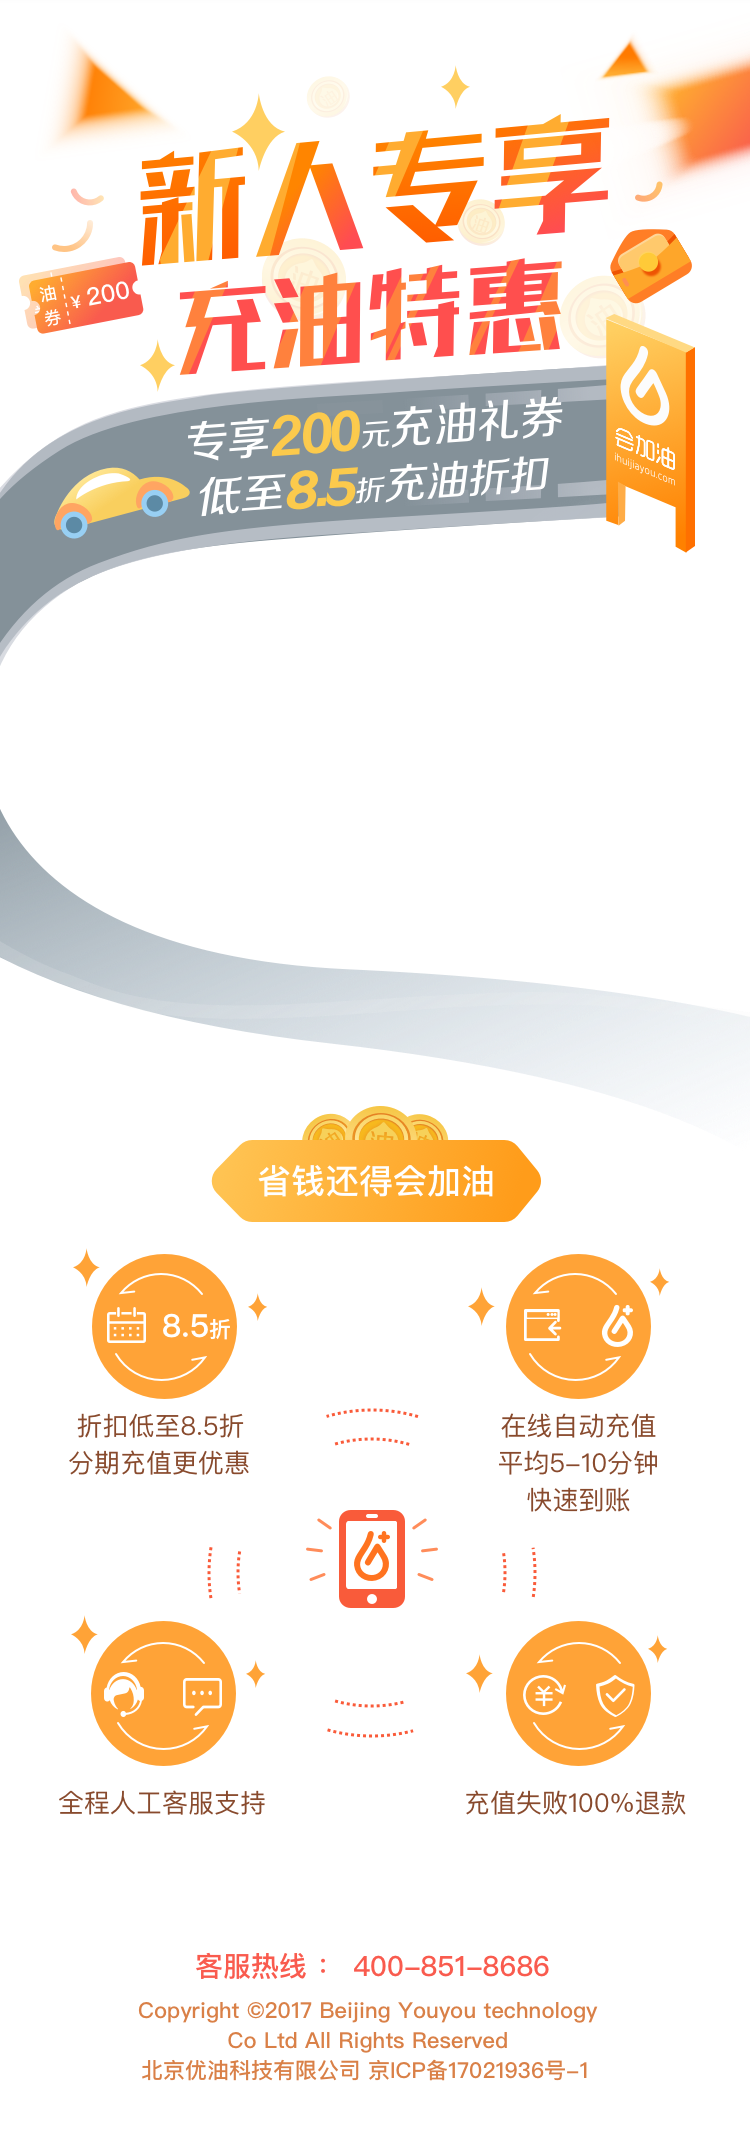 新人专享
充油特惠
油券 ¥200
专享200元充油礼券
低至8.5折充油折扣
会加油
ihuijiayou.com
省钱还得会加油
8.5折
折扣低至8.5折
分期充值更优惠
在线自动充值
平均5-10分钟
快速到账
全程人工客服支持
充值失败100%退款
客服热线： 400-851-8686
Copyright ©2017 Beijing Youyou technology
Co Ltd All Rights Reserved
北京优油科技有限公司 京ICP备17021936号-1